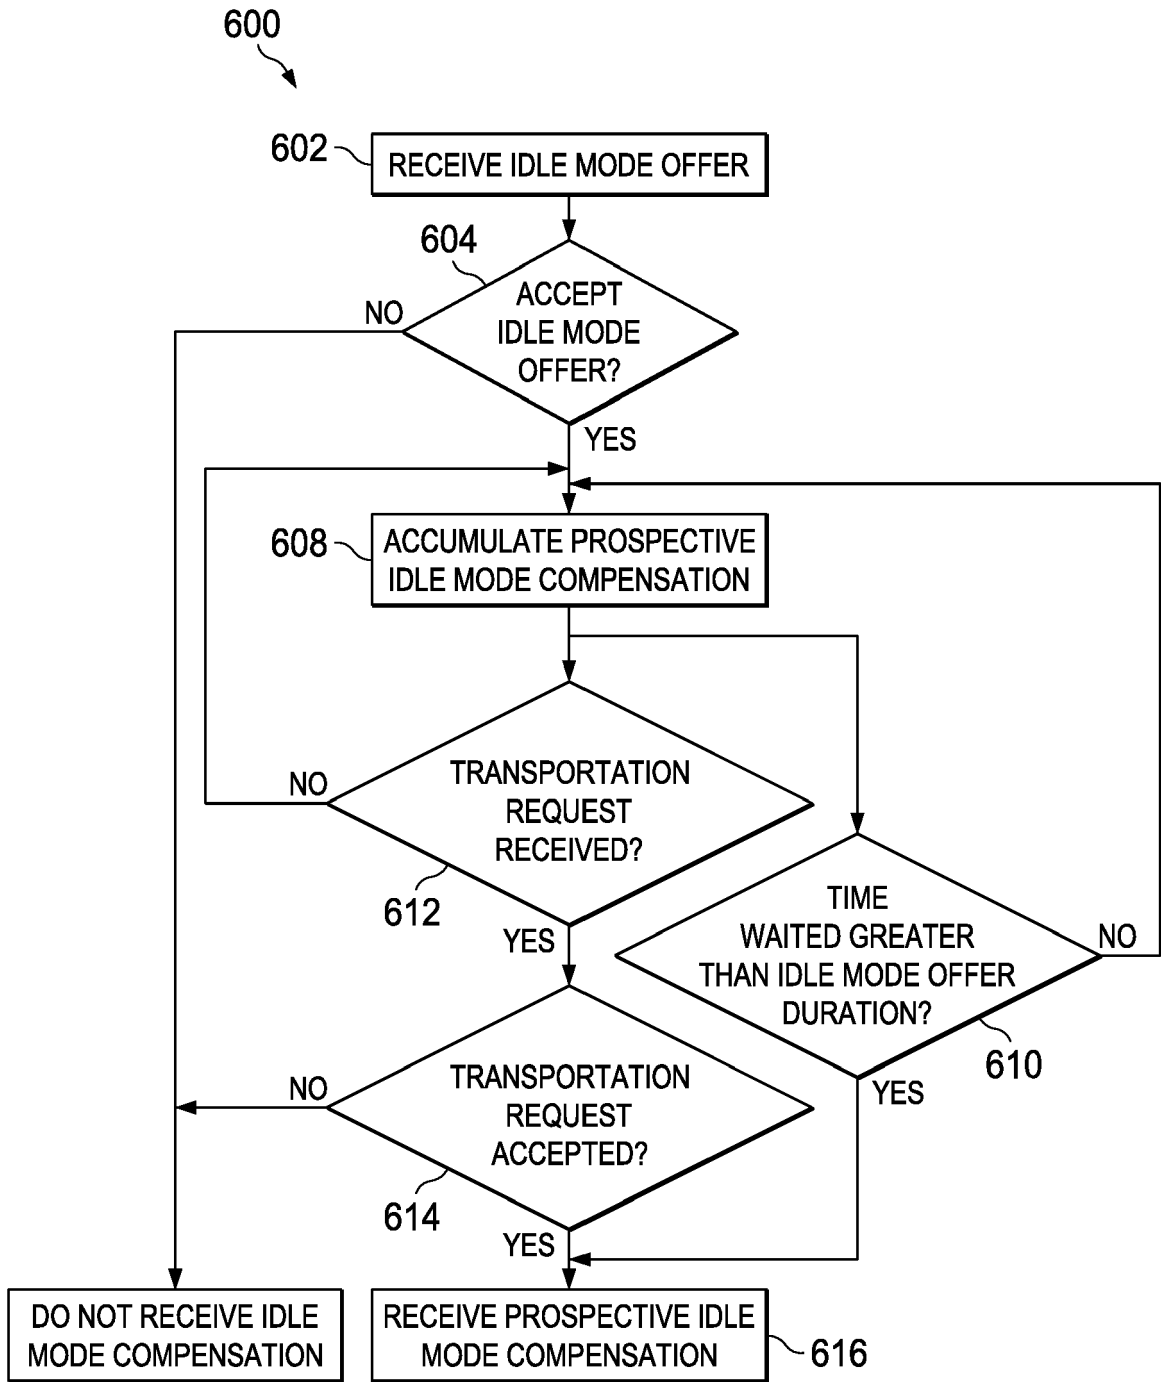 600
602
RECEIVE IDLE MODE OFFER
604
ACCEPT
IDLE MODE
OFFER?
NO
YES
608
ACCUMULATE PROSPECTIVE
IDLE MODE COMPENSATION
TRANSPORTATION
REQUEST
RECEIVED?
NO
612
YES
TIME
WAITED GREATER
THAN IDLE MODE OFFER
DURATION?
NO
610
YES
TRANSPORTATION
REQUEST
ACCEPTED?
NO
614
YES
DO NOT RECEIVE IDLE
MODE COMPENSATION
RECEIVE PROSPECTIVE IDLE
MODE COMPENSATION
616